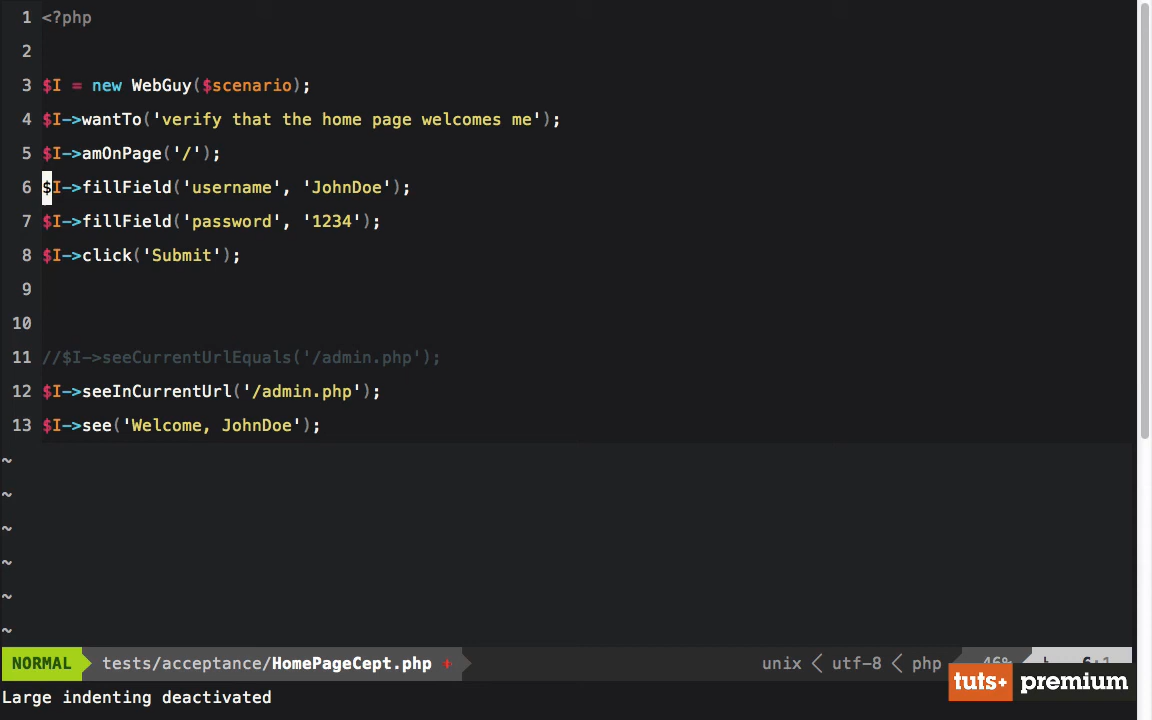 1 <?php
2
3 $I = new WebGuy($scenario);
4 $I->wantTo('verify that the home page welcomes me');
5 $I->amOnPage('/');
6 $I->fillField('username', 'JohnDoe');
7 $I->fillField('password', '1234');
8 $I->click('Submit');
9
10
11 //$I->seeCurrentUrlEquals('/admin.php');
12 $I->seeInCurrentUrl('/admin.php');
13 $I->see('Welcome, JohnDoe');
~
~
~
~
~
~
NORMAL tests/acceptance/HomePageCept.php unix < utf-8 < php 46% 6:1
Large indenting deactivated
tuts+ premium